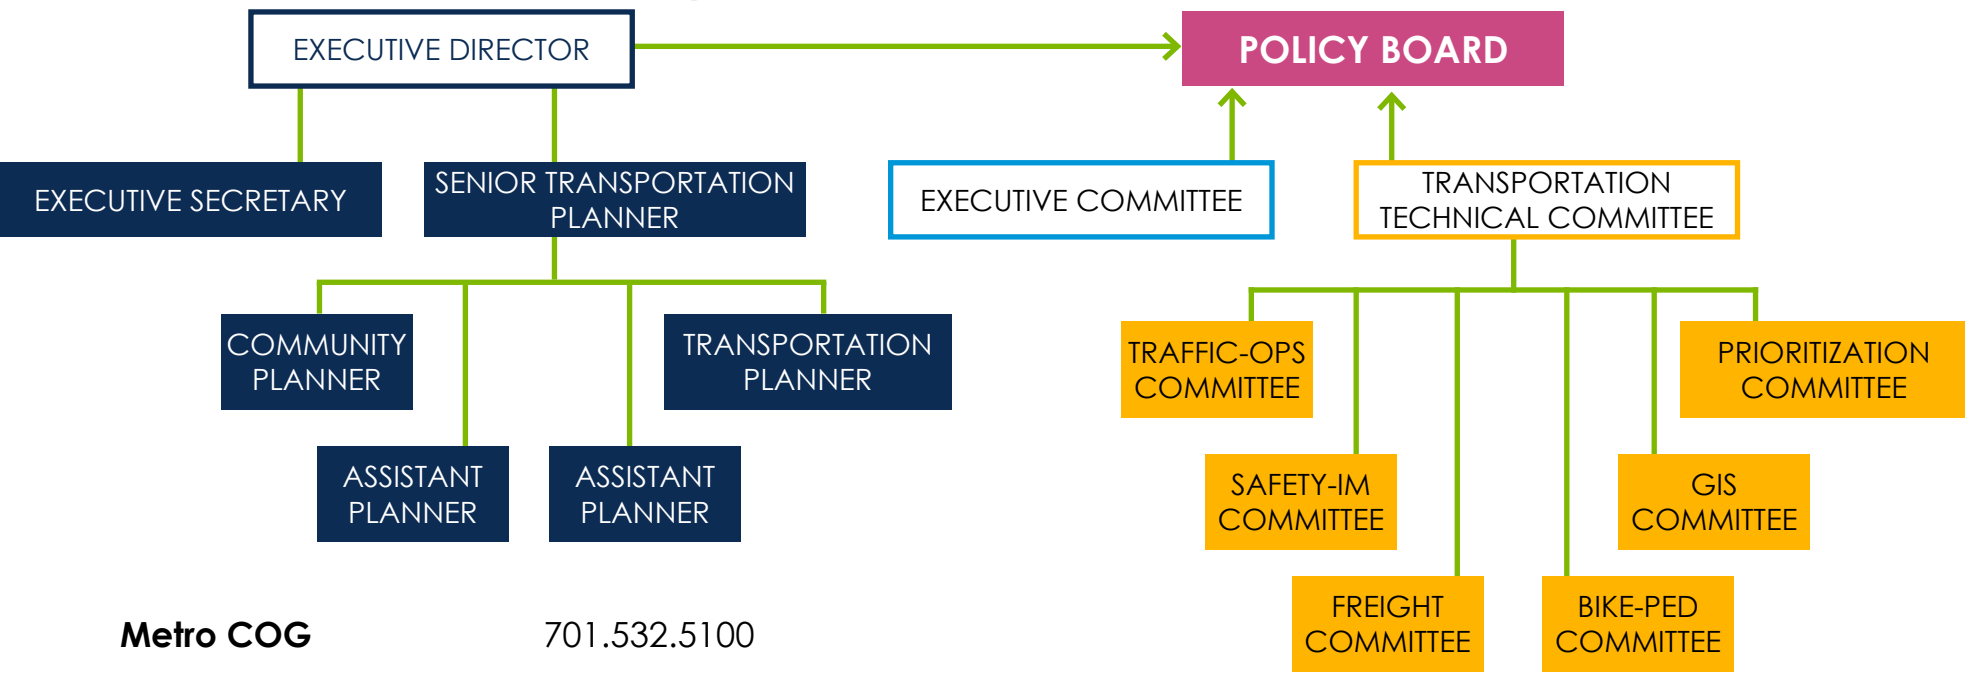 EXECUTIVE DIRECTOR
POLICY BOARD
EXECUTIVE SECRETARY
SENIOR TRANSPORTATION
PLANNER
EXECUTIVE COMMITTEE
TRANSPORTATION
TECHNICAL COMMITTEE
COMMUNITY
PLANNER
TRANSPORTATION
PLANNER
TRAFFIC-OPS
COMMITTEE
PRIORITIZATION
COMMITTEE
ASSISTANT
PLANNER
ASSISTANT
PLANNER
SAFETY-IM
COMMITTEE
GIS
COMMITTEE
FREIGHT
COMMITTEE
BIKE-PED
COMMITTEE
Metro COG 701.532.5100